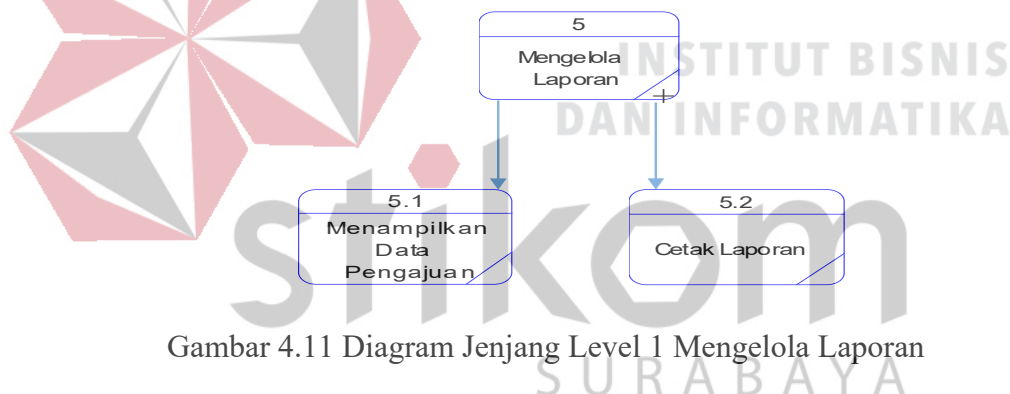 5
Mengelola
Laporan
INSTITUT BISNIS
DAN INFORMATIKA
5.1
Menampilkan
Data
Pengajuan
5.2
Cetak Laporan
stikom
Gambar 4.11 Diagram Jenjang Level 1 Mengelola Laporan
SURABAYA